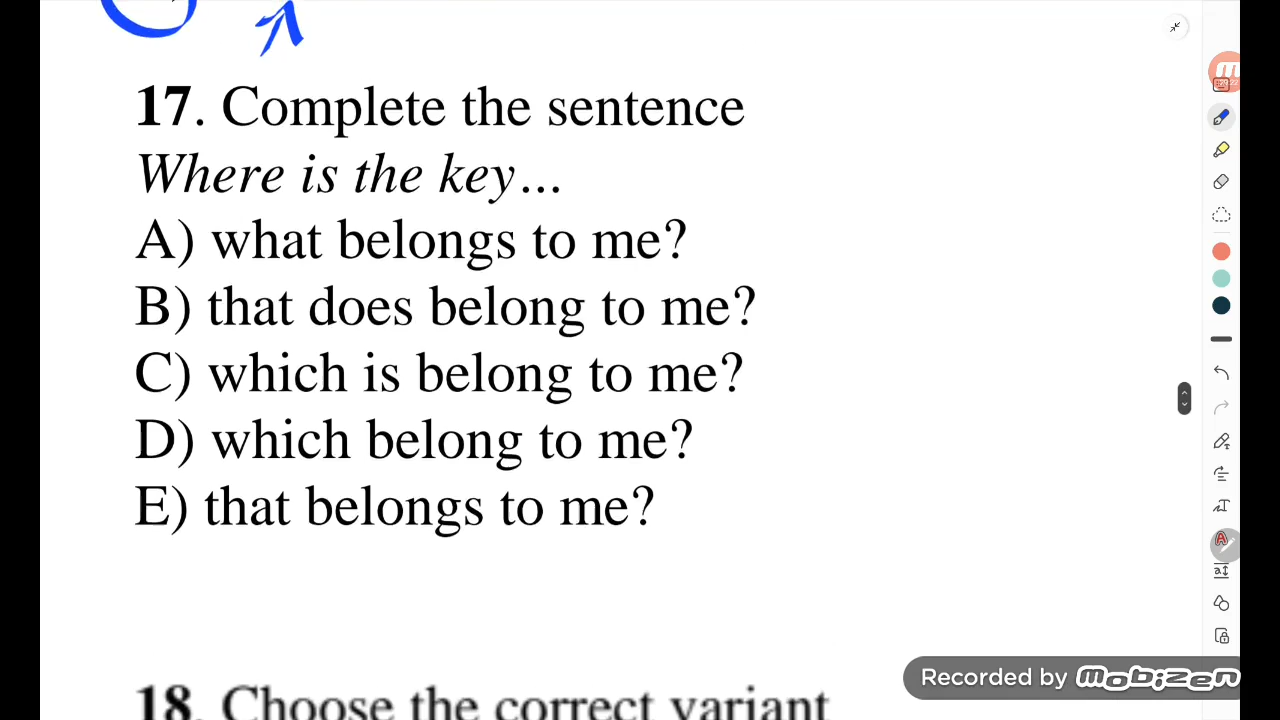 17. Complete the sentence
Where is the key...
A) what belongs to me?
B) that does belong to me?
C) which is belong to me?
D) which belong to me?
E) that belongs to me?
18. Choose the correct variant
Recorded by mobizen